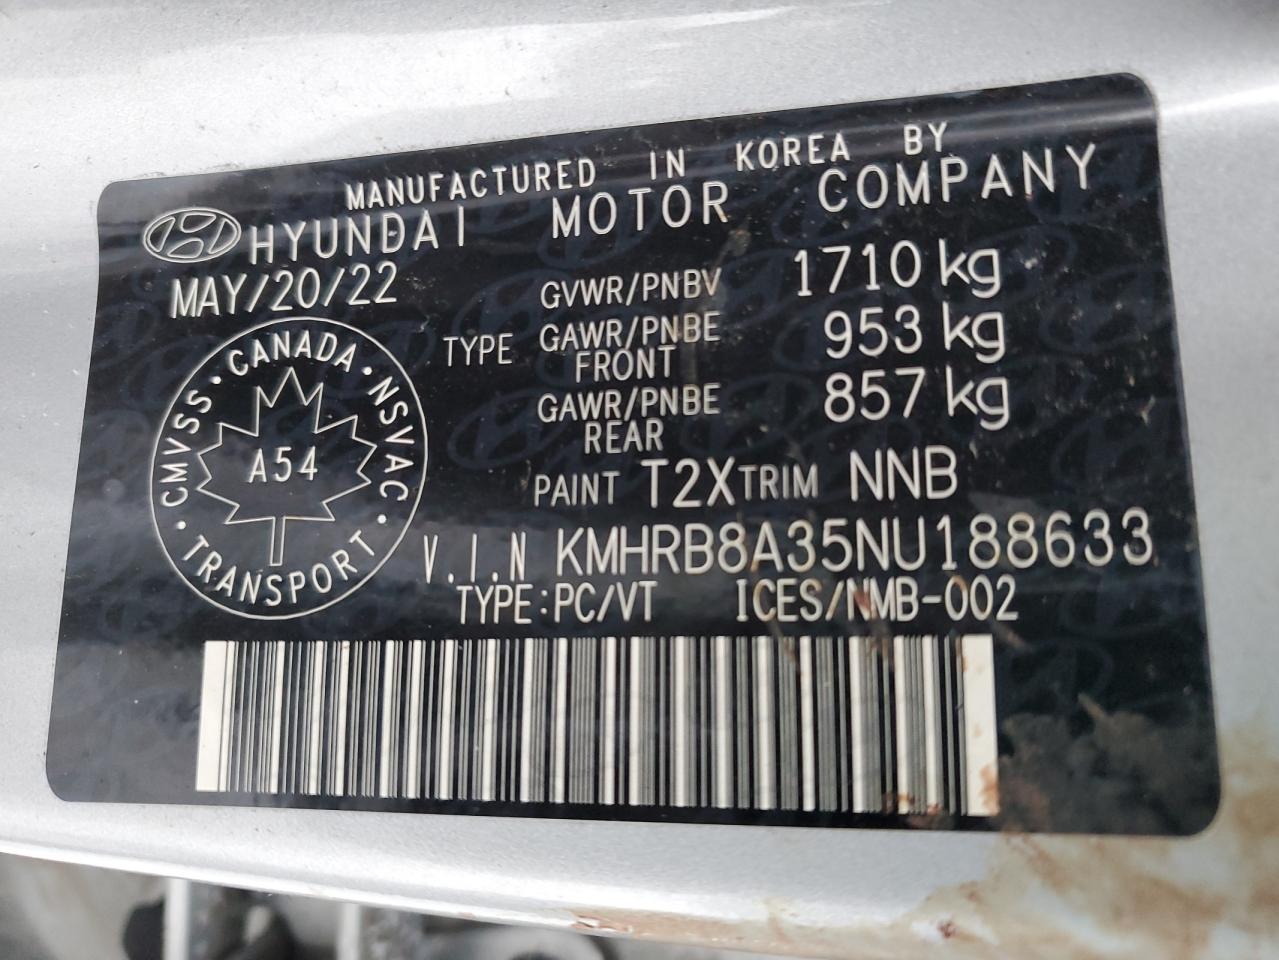 MANUFACTURED IN KOREA BY
HYUNDAI MOTOR COMPANY
MAY/20/22
GVWR/PNBV 1710 kg
TYPE GAWR/PNBE FRONT 953 kg
GAWR/PNBE REAR 857 kg
PAINT T2X TRIM NNB
V.I.N KMHRB8A35NU188633
TYPE:PC/VT ICES/NMB-002
CMVSS · CANADA · NSVAC · TRANSPORT ·
A54